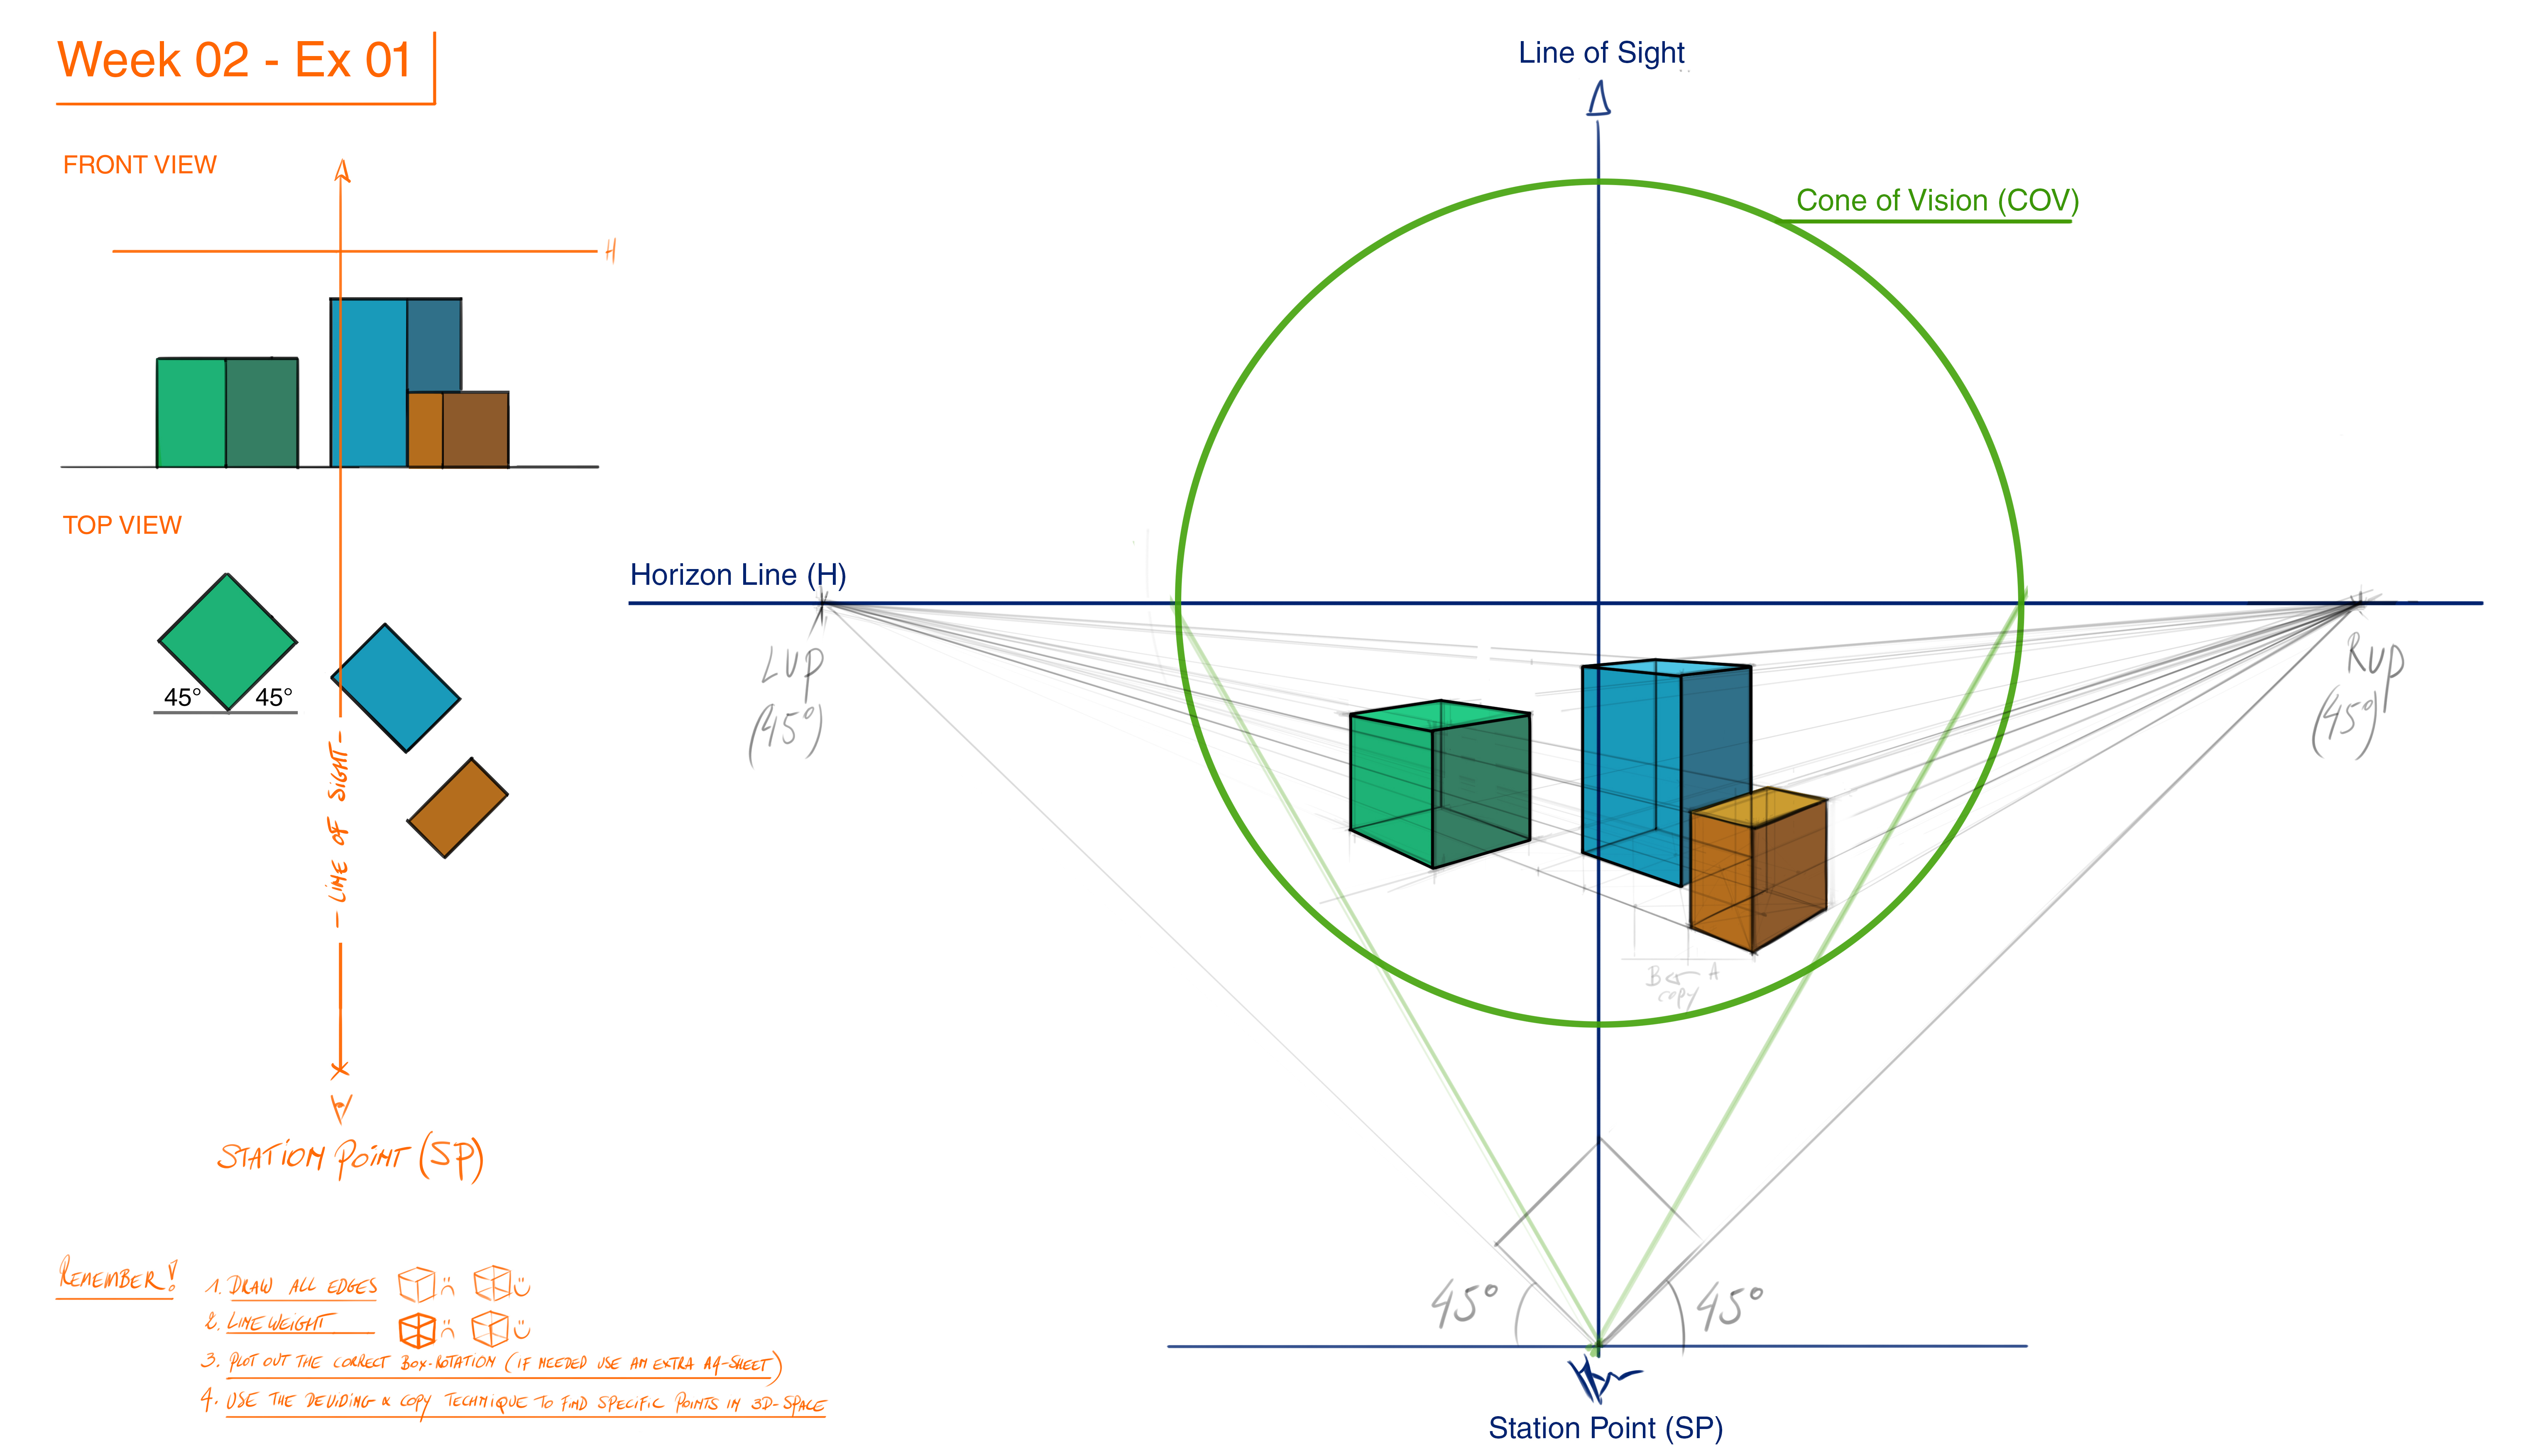 Week 02 - Ex 01
FRONT VIEW
H
TOP VIEW
45° 45°
- LINE OF SIGHT -
STATION POINT (SP)
REMEMBER!
1. DRAW ALL EDGES
2. LINE WEIGHT
3. PLOT OUT THE CORRECT BOX-ROTATION (IF NEEDED USE AN EXTRA A4-SHEET)
4. USE THE DEVIDING & COPY TECHNIQUE TO FIND SPECIFIC POINTS IN 3D-SPACE
Line of Sight
Cone of Vision (COV)
Horizon Line (H)
LVP
(45°)
RVP
(45°)
B A
copy
45° 45°
Station Point (SP)